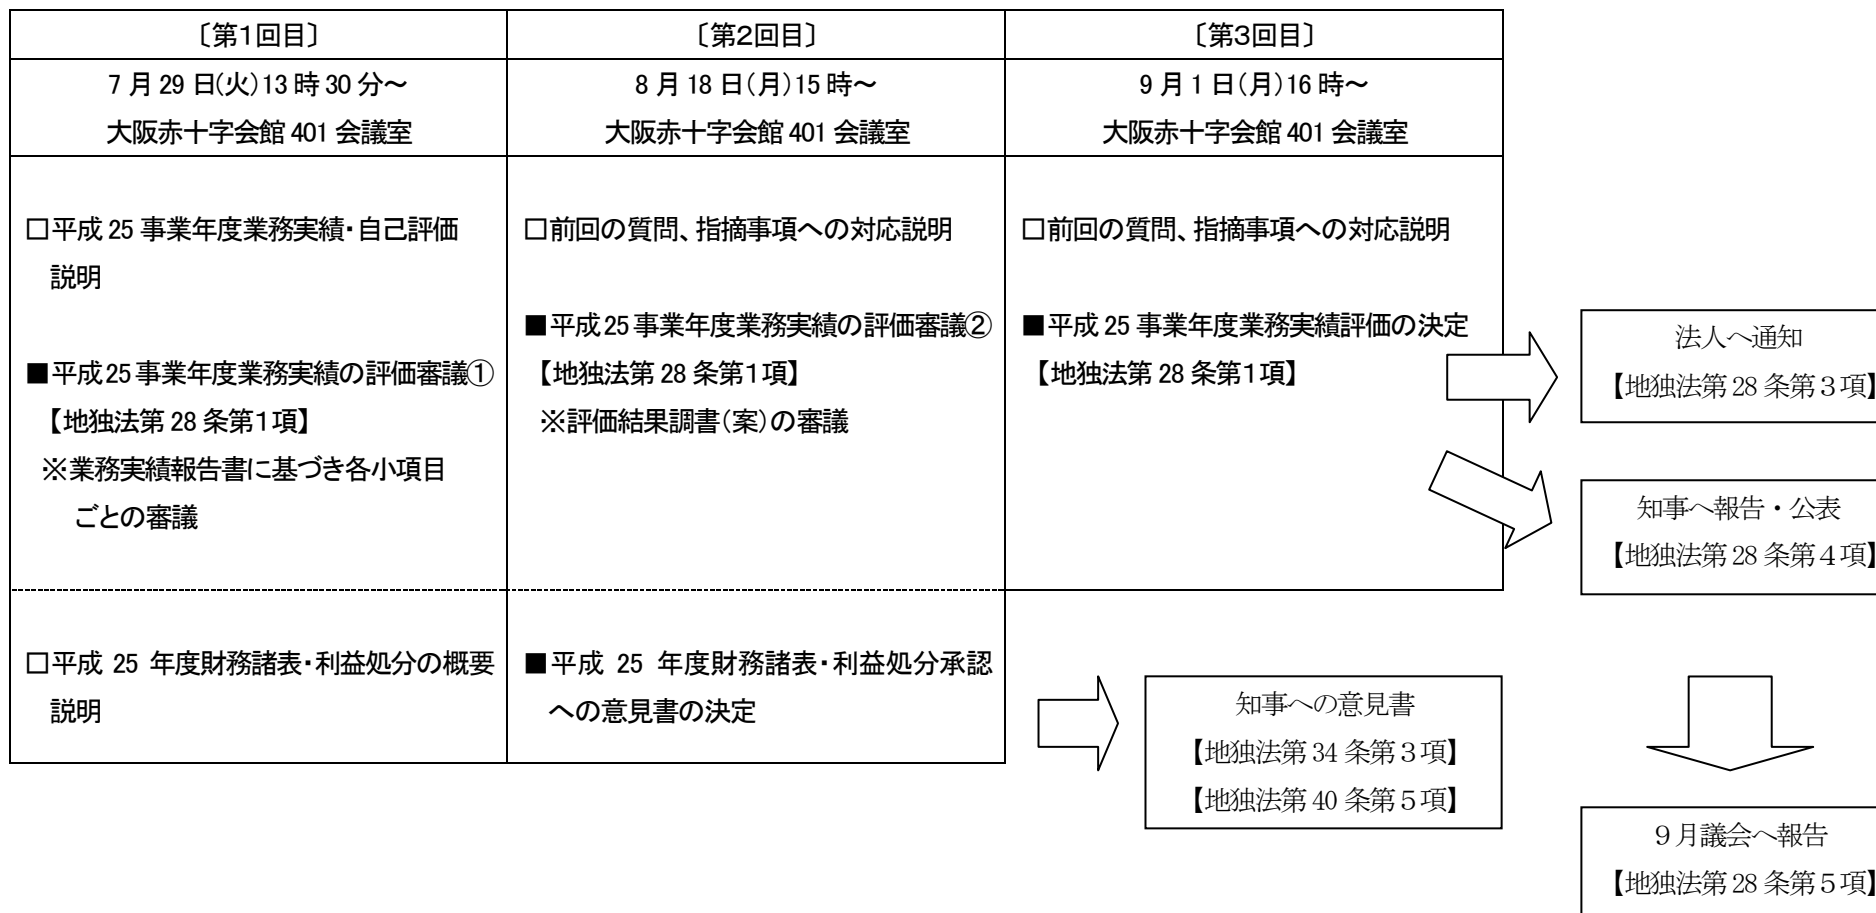 〔第1回目〕
7月29日(火)13時30分～
大阪赤十字会館401会議室
□平成25事業年度業務実績・自己評価
説明
■平成25事業年度業務実績の評価審議①
【地独法第28条第1項】
※業務実績報告書に基づき各小項目
ごとの審議
□平成25年度財務諸表・利益処分の概要
説明
〔第2回目〕
8月18日(月)15時～
大阪赤十字会館401会議室
□前回の質問、指摘事項への対応説明
■平成25事業年度業務実績の評価審議②
【地独法第28条第1項】
※評価結果調書(案)の審議
■平成25年度財務諸表・利益処分承認
への意見書の決定
〔第3回目〕
9月1日(月)16時～
大阪赤十字会館401会議室
□前回の質問、指摘事項への対応説明
■平成25事業年度業務実績評価の決定
【地独法第28条第1項】
法人へ通知
【地独法第28条第3項】
知事へ報告・公表
【地独法第28条第4項】
知事への意見書
【地独法第34条第3項】
【地独法第40条第5項】
9月議会へ報告
【地独法第28条第5項】